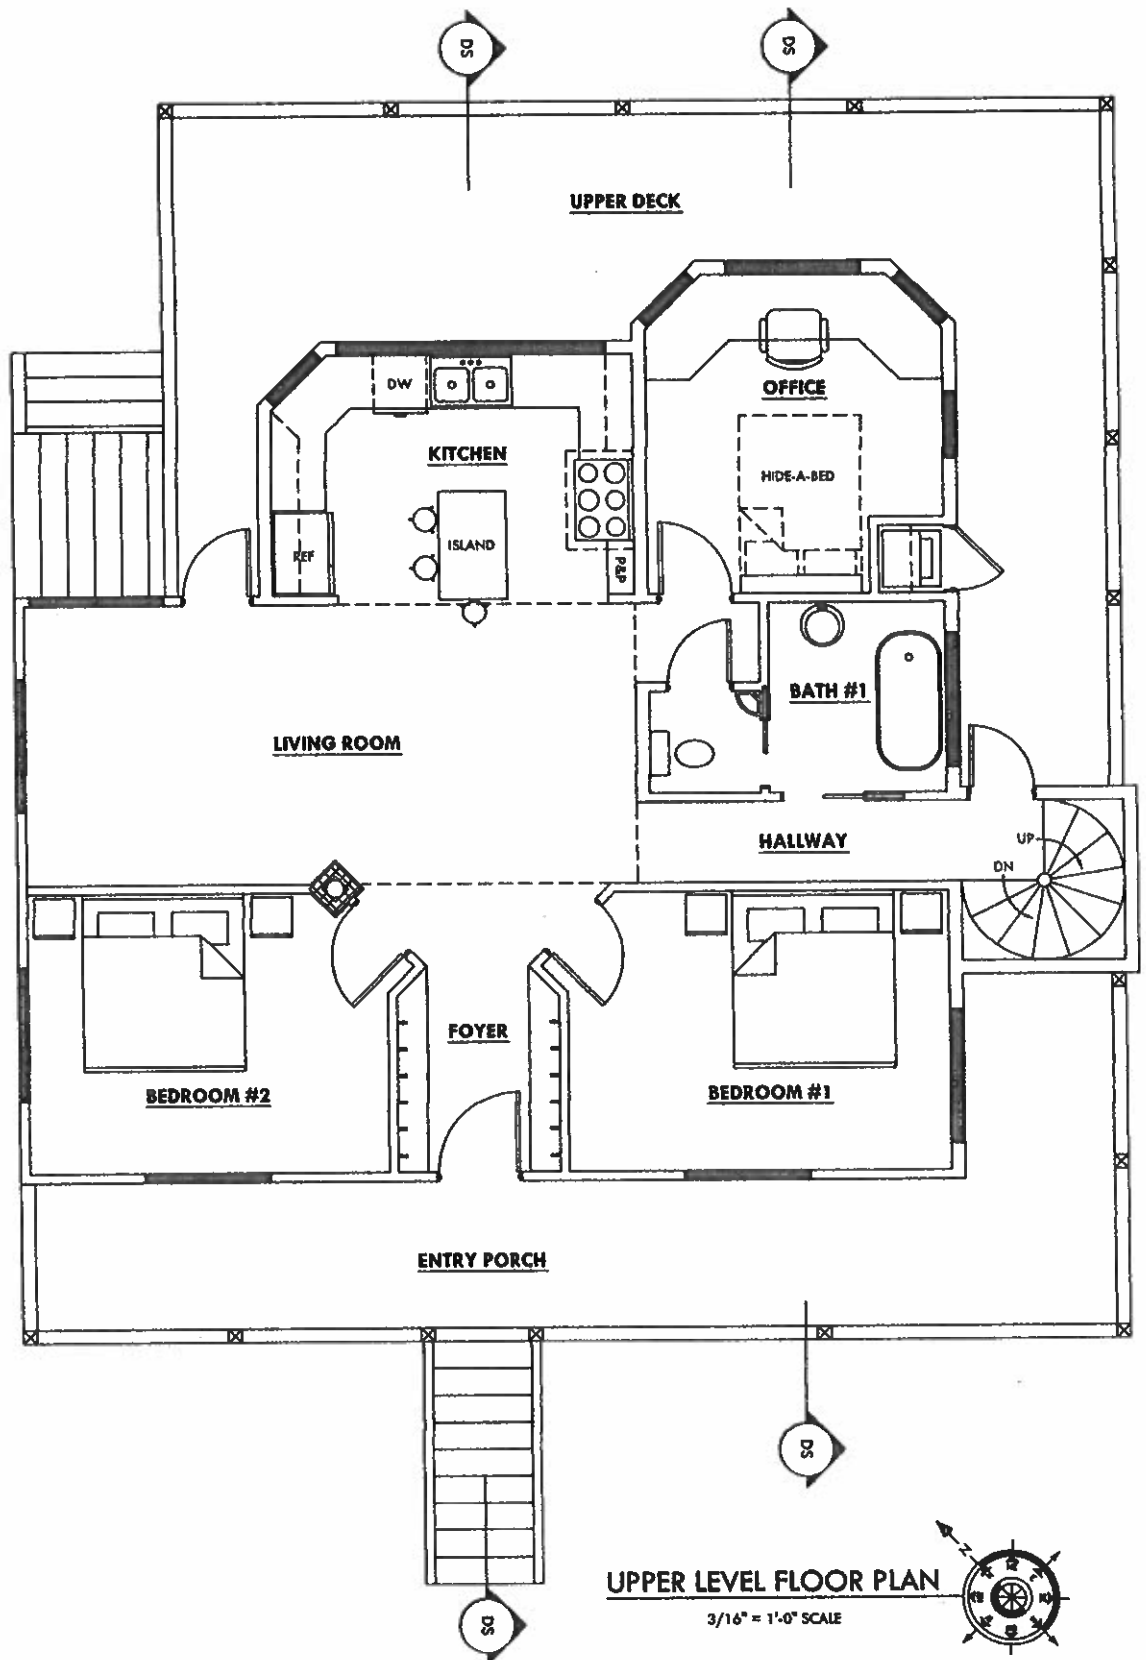 DS
DS
UPPER DECK
OFFICE
DW
KITCHEN
HIDE-A-BED
ISLAND
REF
P&P
BATH #1
LIVING ROOM
HALLWAY
UP
DN
FOYER
BEDROOM #2
BEDROOM #1
ENTRY PORCH
DS
N
UPPER LEVEL FLOOR PLAN
3/16" = 1'-0" SCALE
DS